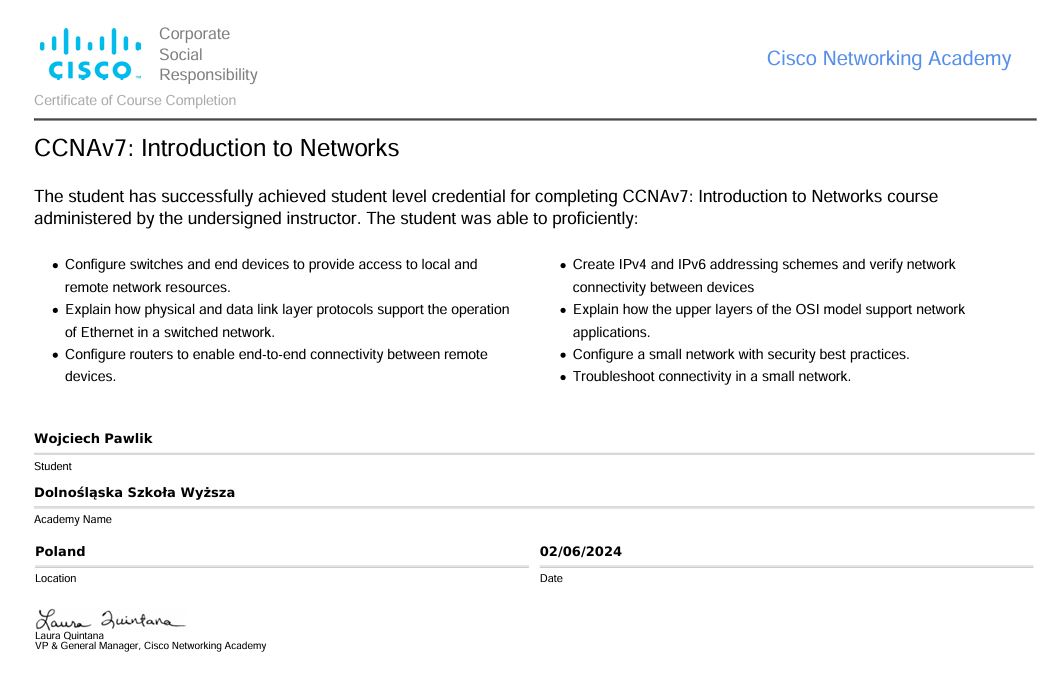 Corporate
Social
Responsibility
CISCO™
Cisco Networking Academy
Certificate of Course Completion
CCNAv7: Introduction to Networks
The student has successfully achieved student level credential for completing CCNAv7: Introduction to Networks course
administered by the undersigned instructor. The student was able to proficiently:
• Configure switches and end devices to provide access to local and
remote network resources.
• Explain how physical and data link layer protocols support the operation
of Ethernet in a switched network.
• Configure routers to enable end-to-end connectivity between remote
devices.
• Create IPv4 and IPv6 addressing schemes and verify network
connectivity between devices
• Explain how the upper layers of the OSI model support network
applications.
• Configure a small network with security best practices.
• Troubleshoot connectivity in a small network.
Wojciech Pawlik
Student
Dolnośląska Szkoła Wyższa
Academy Name
Poland
Location
02/06/2024
Date
Laura Quintana
Laura Quintana
VP & General Manager, Cisco Networking Academy